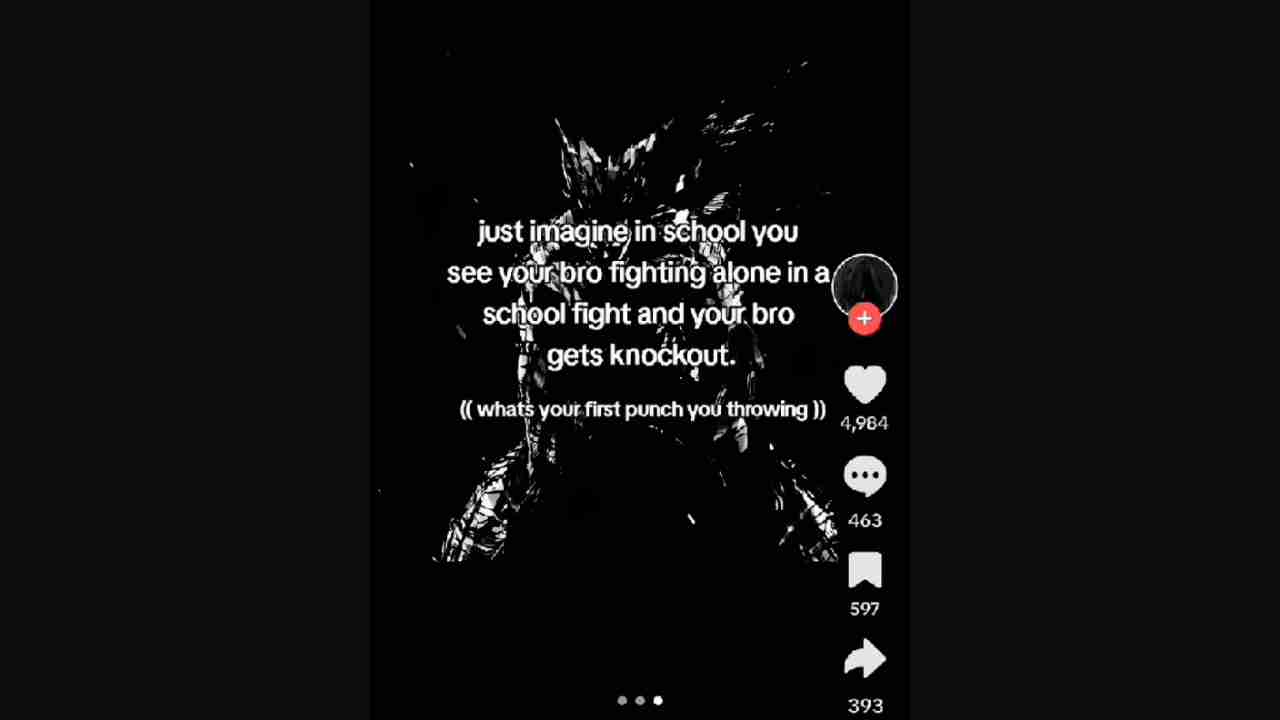 just imagine in school you
see your bro fighting alone in a
school fight and your bro
gets knockout.
(( whats your first punch you throwing ))
4,984
463
597
393